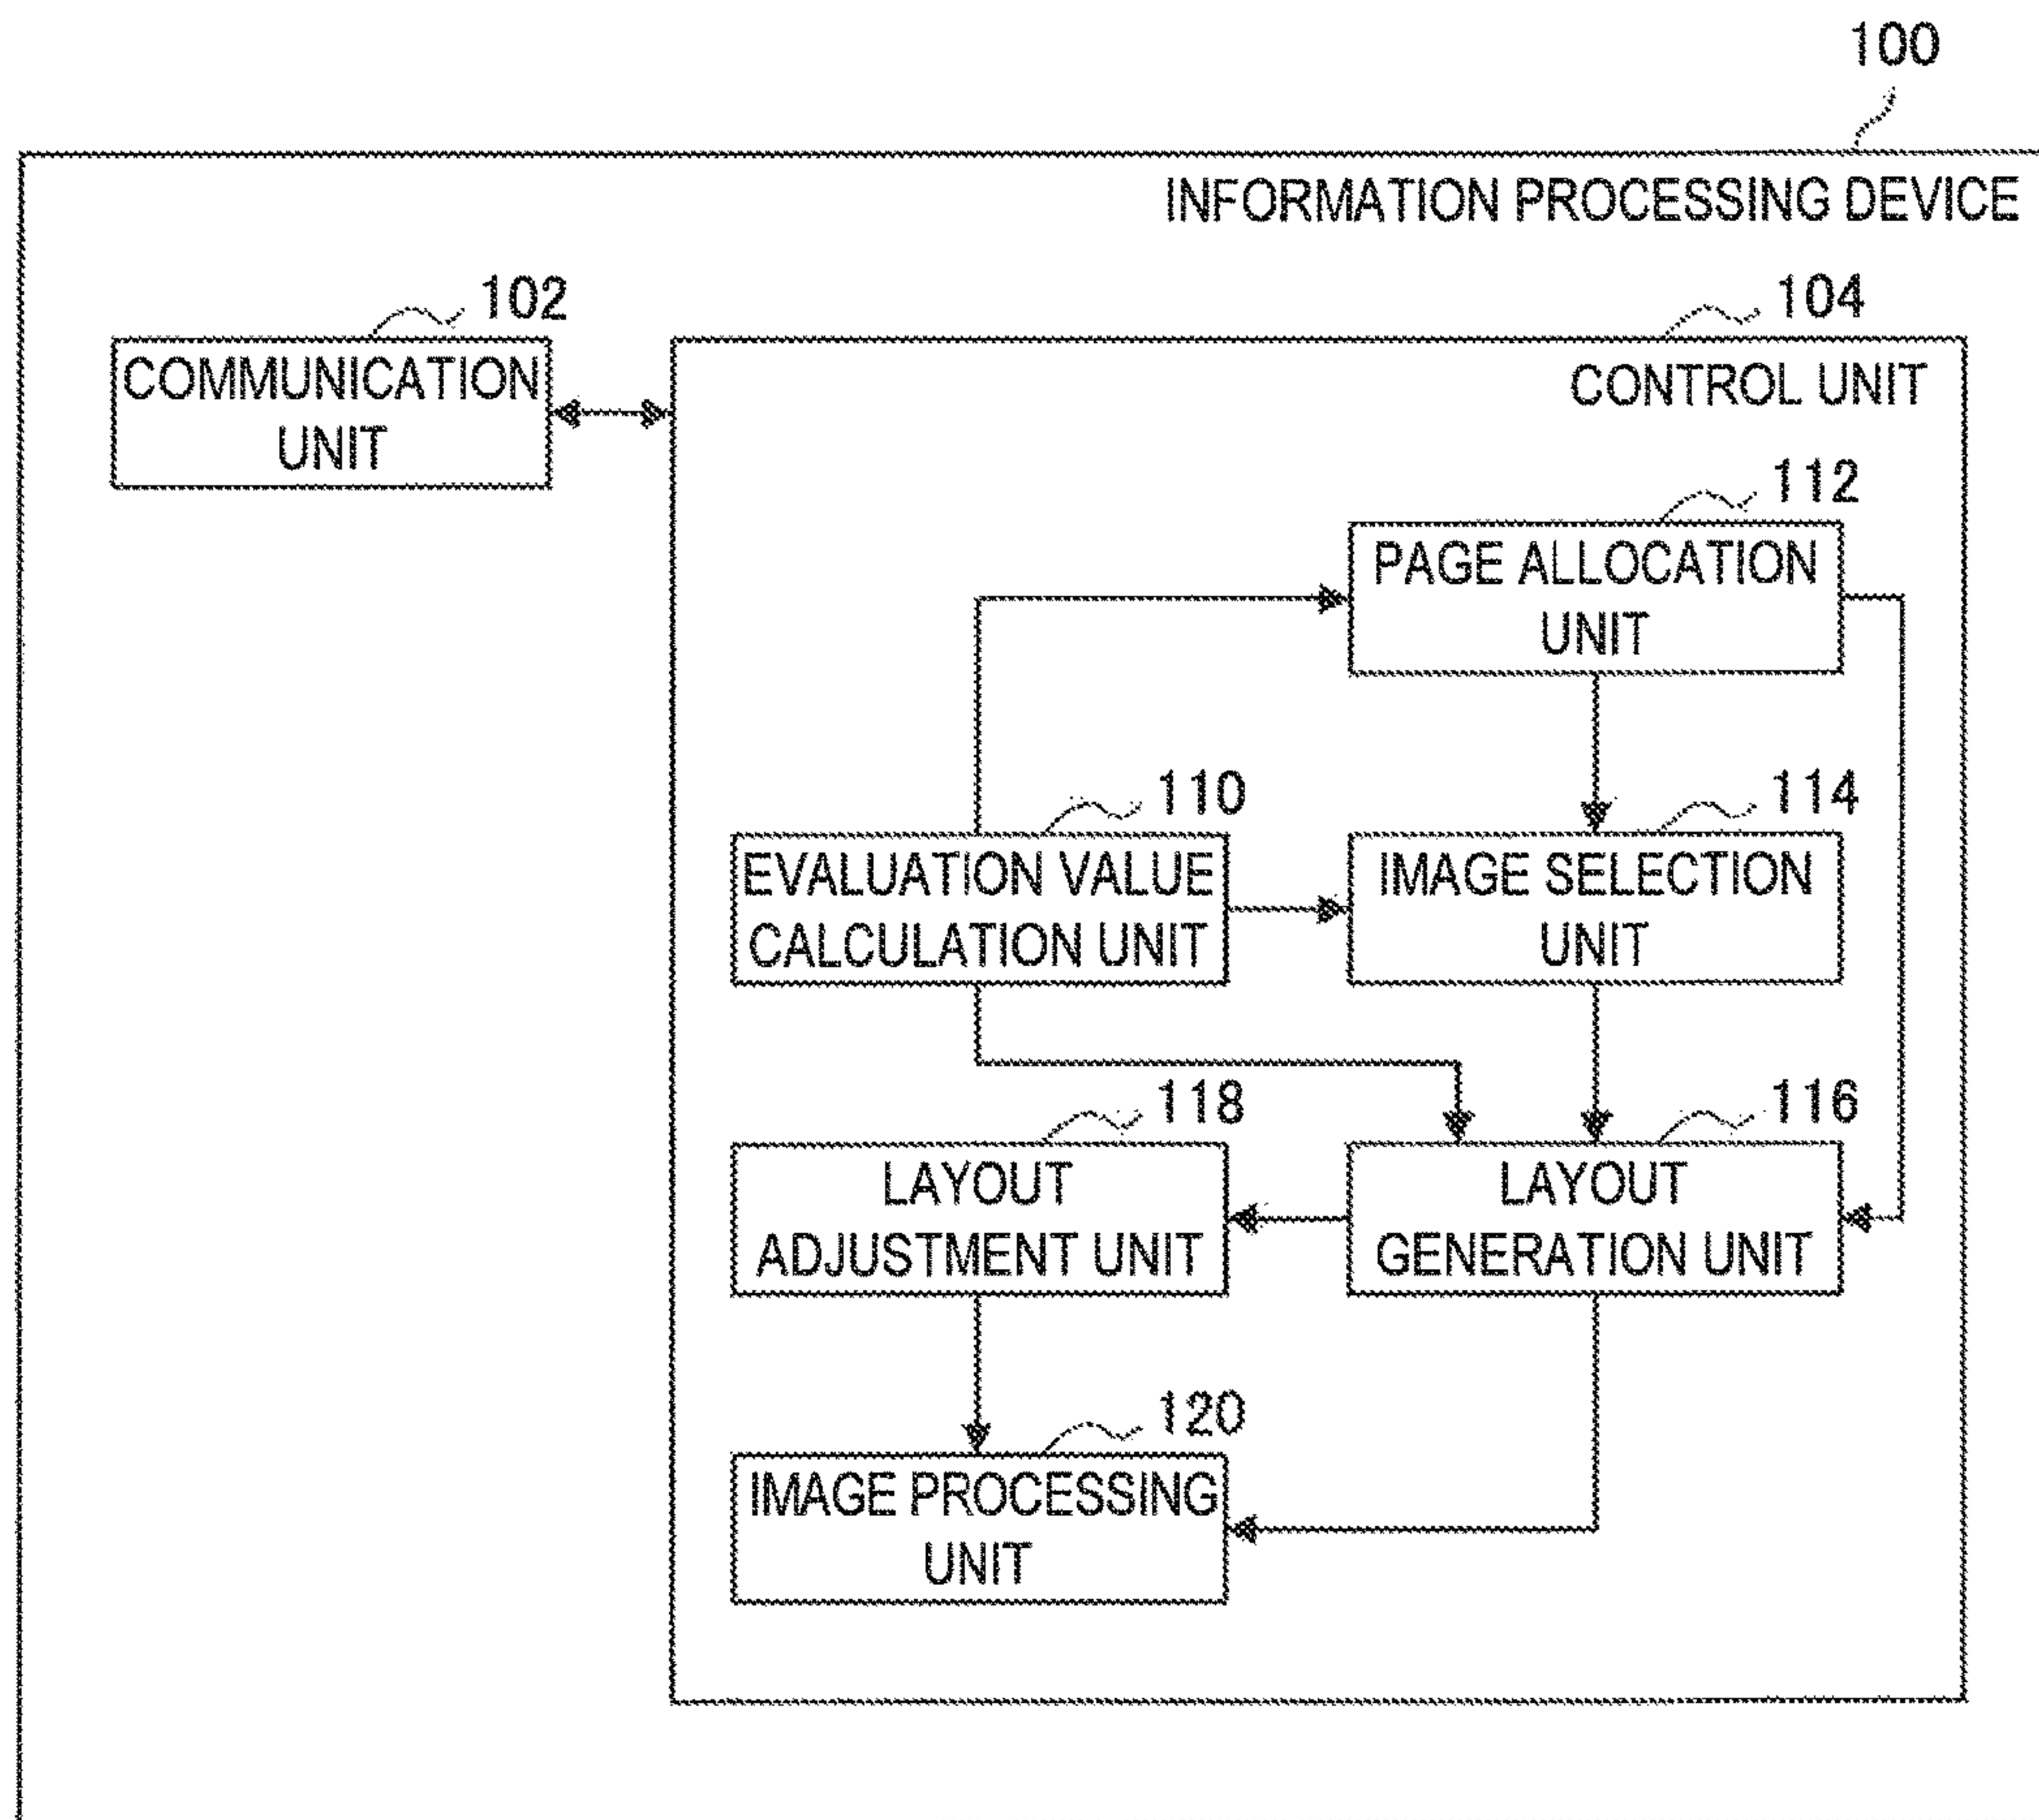 100
INFORMATION PROCESSING DEVICE
102
COMMUNICATION
UNIT
104
CONTROL UNIT
112
PAGE ALLOCATION
UNIT
110
EVALUATION VALUE
CALCULATION UNIT
114
IMAGE SELECTION
UNIT
118
LAYOUT
ADJUSTMENT UNIT
116
LAYOUT
GENERATION UNIT
120
IMAGE PROCESSING
UNIT